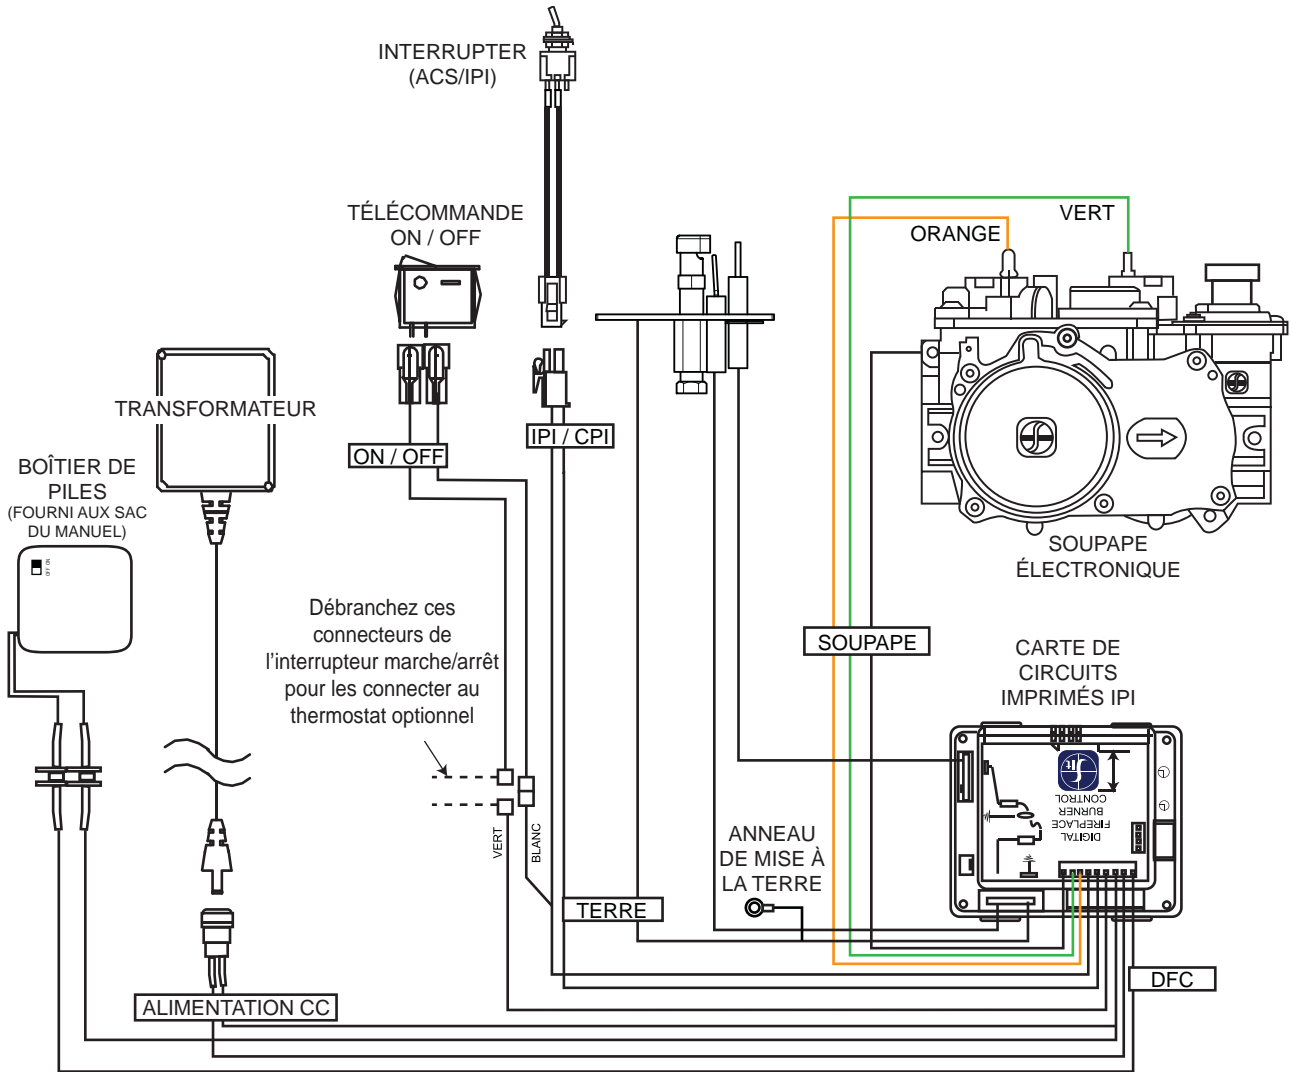 INTERRUPTER
(ACS/IPI)
TÉLÉCOMMANDE
ON / OFF
VERT
ORANGE
TRANSFORMATEUR
ON / OFF
IPI / CPI
BOÎTIER DE
PILES
(FOURNI AUX SAC
DU MANUEL)
OFF ON
SOUPAPE
ÉLECTRONIQUE
Débranchez ces
connecteurs de
l'interrupteur marche/arrêt
pour les connecter au
thermostat optionnel
SOUPAPE
CARTE DE
CIRCUITS
IMPRIMÉS IPI
Sit
DIGITAL
FIREPLACE
BURNER
CONTROL
VERT
BLANC
ANNEAU
DE MISE À
LA TERRE
TERRE
DFC
ALIMENTATION CC